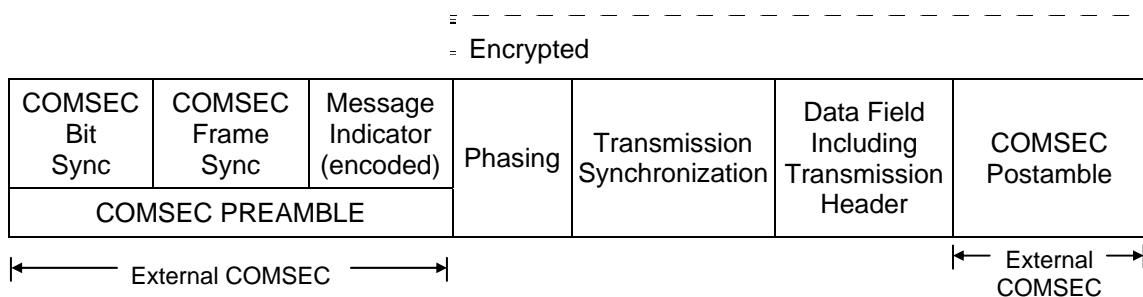 Encrypted
COMSEC
Bit
Sync
COMSEC
Frame
Sync
Message
Indicator
(encoded)
COMSEC PREAMBLE
Phasing
Transmission
Synchronization
Data Field
Including
Transmission
Header
COMSEC
Postamble
External COMSEC
External
COMSEC